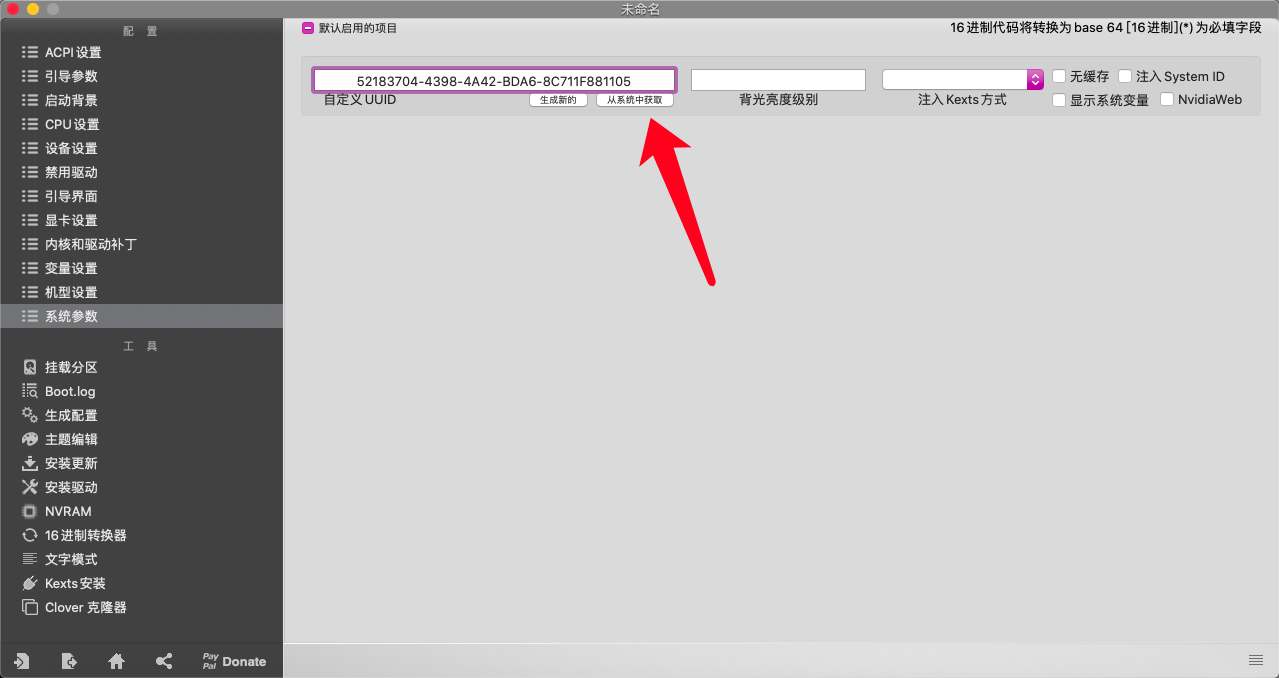 未命名
配 置
ACPI 设置
引导参数
启动背景
CPU 设置
设备设置
禁用驱动
引导界面
显卡设置
内核和驱动补丁
变量设置
机型设置
系统参数
工 具
挂载分区
Boot.log
生成配置
主题编辑
安装更新
安装驱动
NVRAM
16 进制转换器
文字模式
Kexts 安装
Clover 克隆器
Pay
Pal
Donate
默认启用的项目
16 进制代码将转换为 base 64 [16 进制](*) 为必填字段
52183704-4398-4A42-BDA6-8C711F881105
自定义 UUID
生成新的
从系统中获取
背光亮度级别
注入 Kexts 方式
无缓存
注入 System ID
显示系统变量
NvidiaWeb